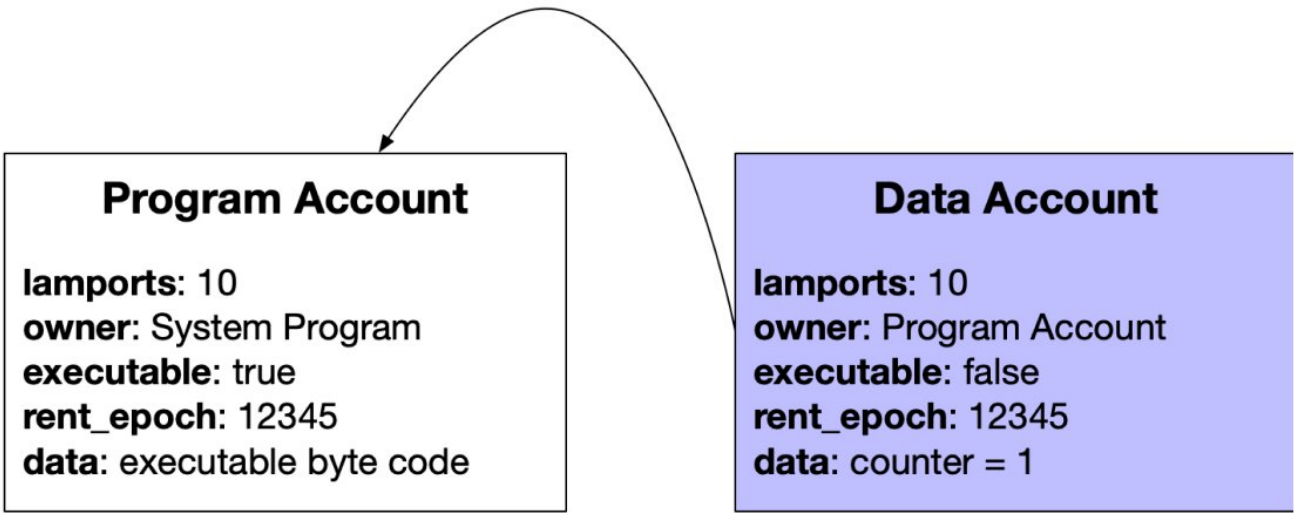 Program Account
lamports: 10
owner: System Program
executable: true
rent_epoch: 12345
data: executable byte code
Data Account
lamports: 10
owner: Program Account
executable: false
rent_epoch: 12345
data: counter = 1